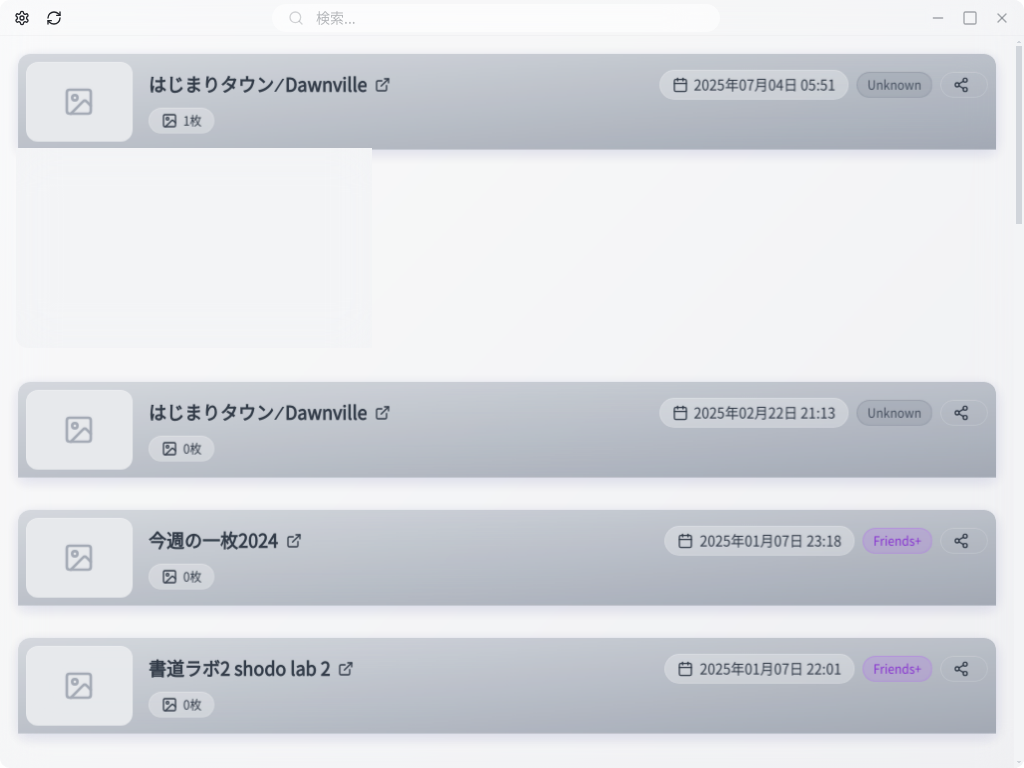 検索...
はじまりタウン⁄Dawnville
2025年07月04日 05:51
Unknown
1枚
はじまりタウン⁄Dawnville
2025年02月22日 21:13
Unknown
0枚
今週の一枚2024
2025年01月07日 23:18
Friends+
0枚
書道ラボ2 shodo lab 2
2025年01月07日 22:01
Friends+
0枚